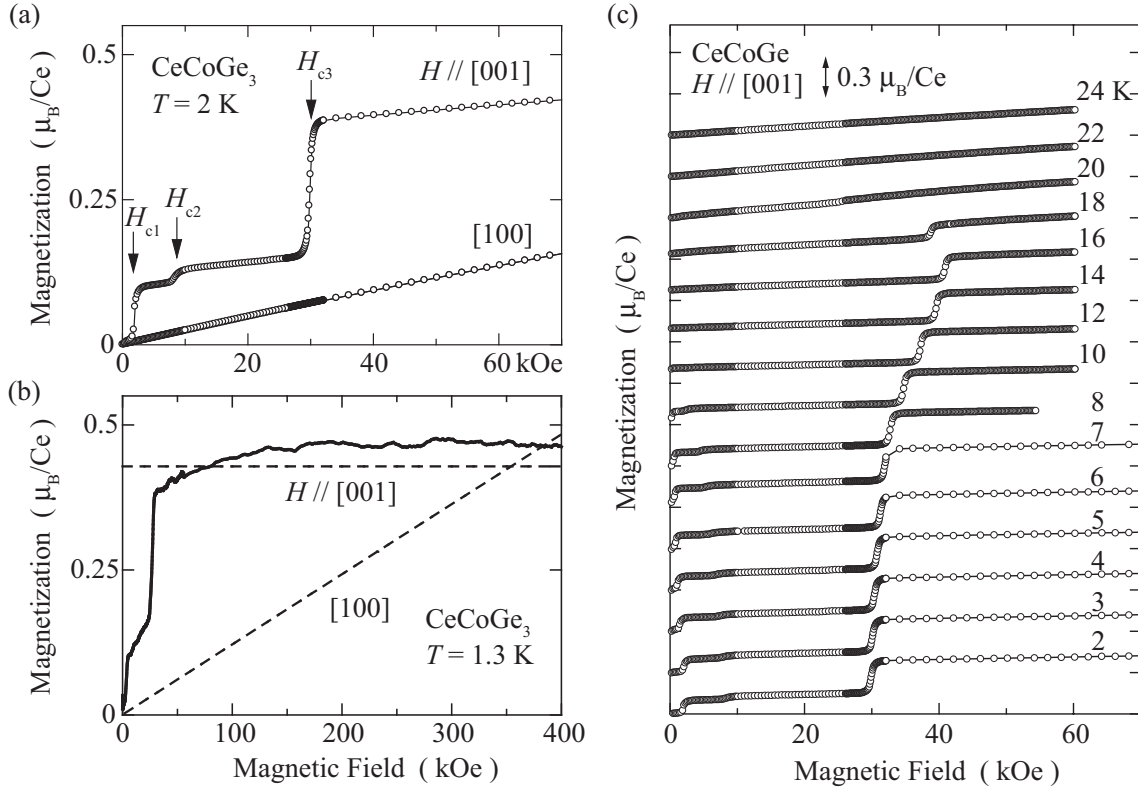 (a)
0.5
0.25
0
Magnetization ( μB/Ce )
CeCoGe3
T = 2 K
Hc1
Hc2
Hc3
H // [001]
[100]
0 20 40 60 kOe
(b)
0.5
0.25
0
Magnetization ( μB/Ce )
H // [001]
[100]
CeCoGe3
T = 1.3 K
0 100 200 300 400
Magnetic Field ( kOe )
(c)
CeCoGe
H // [001]
0.3 μB/Ce
24 K
22
20
18
16
14
12
10
8
7
6
5
4
3
2
Magnetization ( μB/Ce )
0 20 40 60
Magnetic Field ( kOe )